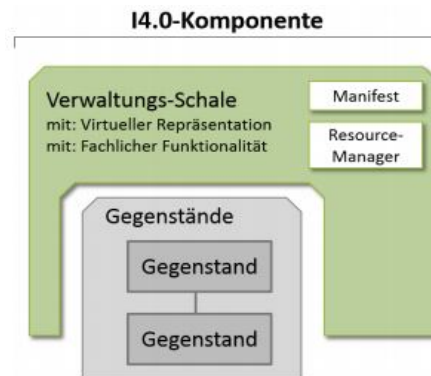 I4.0-Komponente
Verwaltungs-Schale
mit: Virtueller Repräsentation
mit: Fachlicher Funktionalität
Manifest
Resource-
Manager
Gegenstände
Gegenstand
Gegenstand